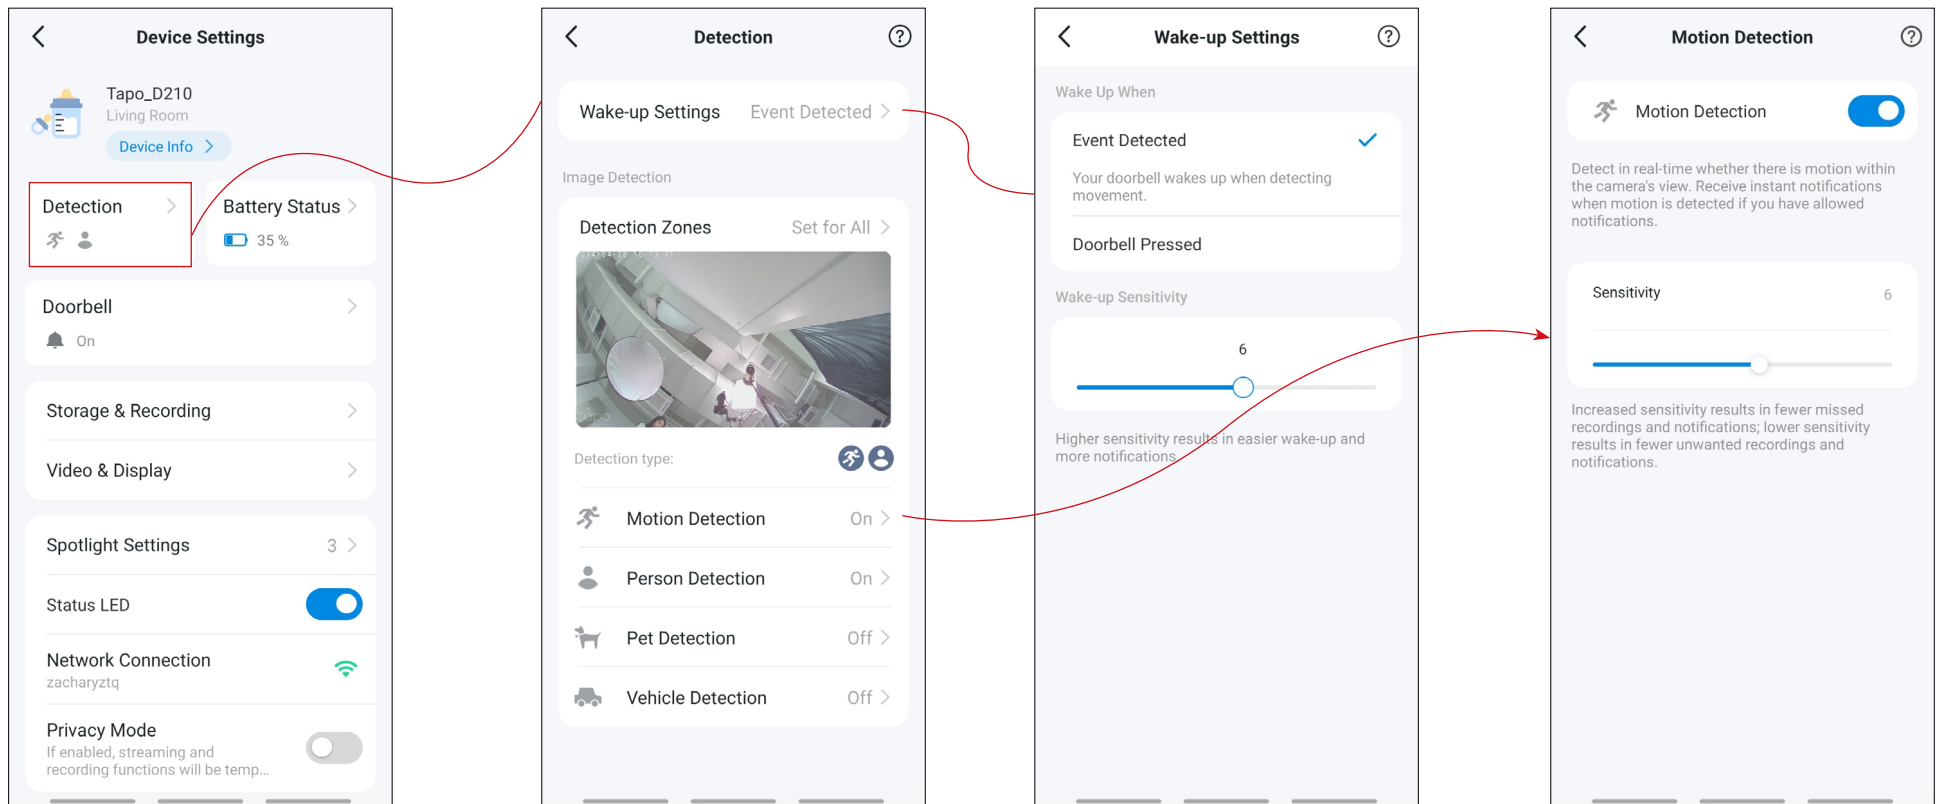 Device Settings
Tapo_D210
Living Room
Device Info
Detection
Battery Status
35 %
Doorbell
On
Storage & Recording
Video & Display
Spotlight Settings 3
Status LED
Network Connection
zacharyztq
Privacy Mode
If enabled, streaming and
recording functions will be temp...
Detection
Wake-up Settings Event Detected
Image Detection
Detection Zones Set for All
Detection type:
Motion Detection On
Person Detection On
Pet Detection Off
Vehicle Detection Off
Wake-up Settings
Wake Up When
Event Detected
Your doorbell wakes up when detecting
movement.
Doorbell Pressed
Wake-up Sensitivity
6
Higher sensitivity results in easier wake-up and
more notifications
Motion Detection
Motion Detection
Detect in real-time whether there is motion within
the camera's view. Receive instant notifications
when motion is detected if you have allowed
notifications.
Sensitivity 6
Increased sensitivity results in fewer missed
recordings and notifications; lower sensitivity
results in fewer unwanted recordings and
notifications.